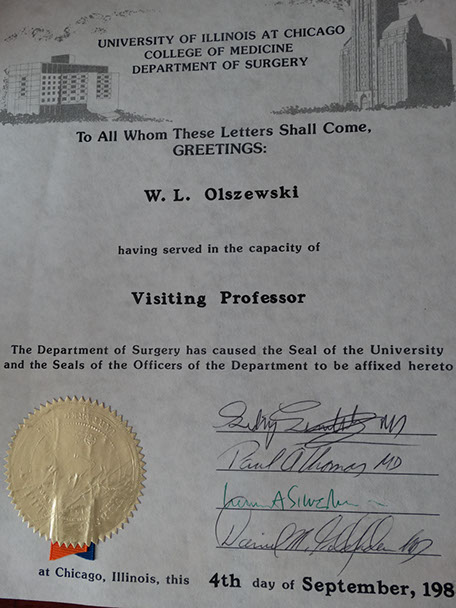 UNIVERSITY OF ILLINOIS AT CHICAGO
COLLEGE OF MEDICINE
DEPARTMENT OF SURGERY
To All Whom These Letters Shall Come,
GREETINGS:
W. L. Olszewski
having served in the capacity of
Visiting Professor
The Department of Surgery has caused the Seal of the University
and the Seals of the Officers of the Department to be affixed hereto
MD
Paul A Thomas MD
Daniel M.
at Chicago, Illinois, this 4th day of September, 198